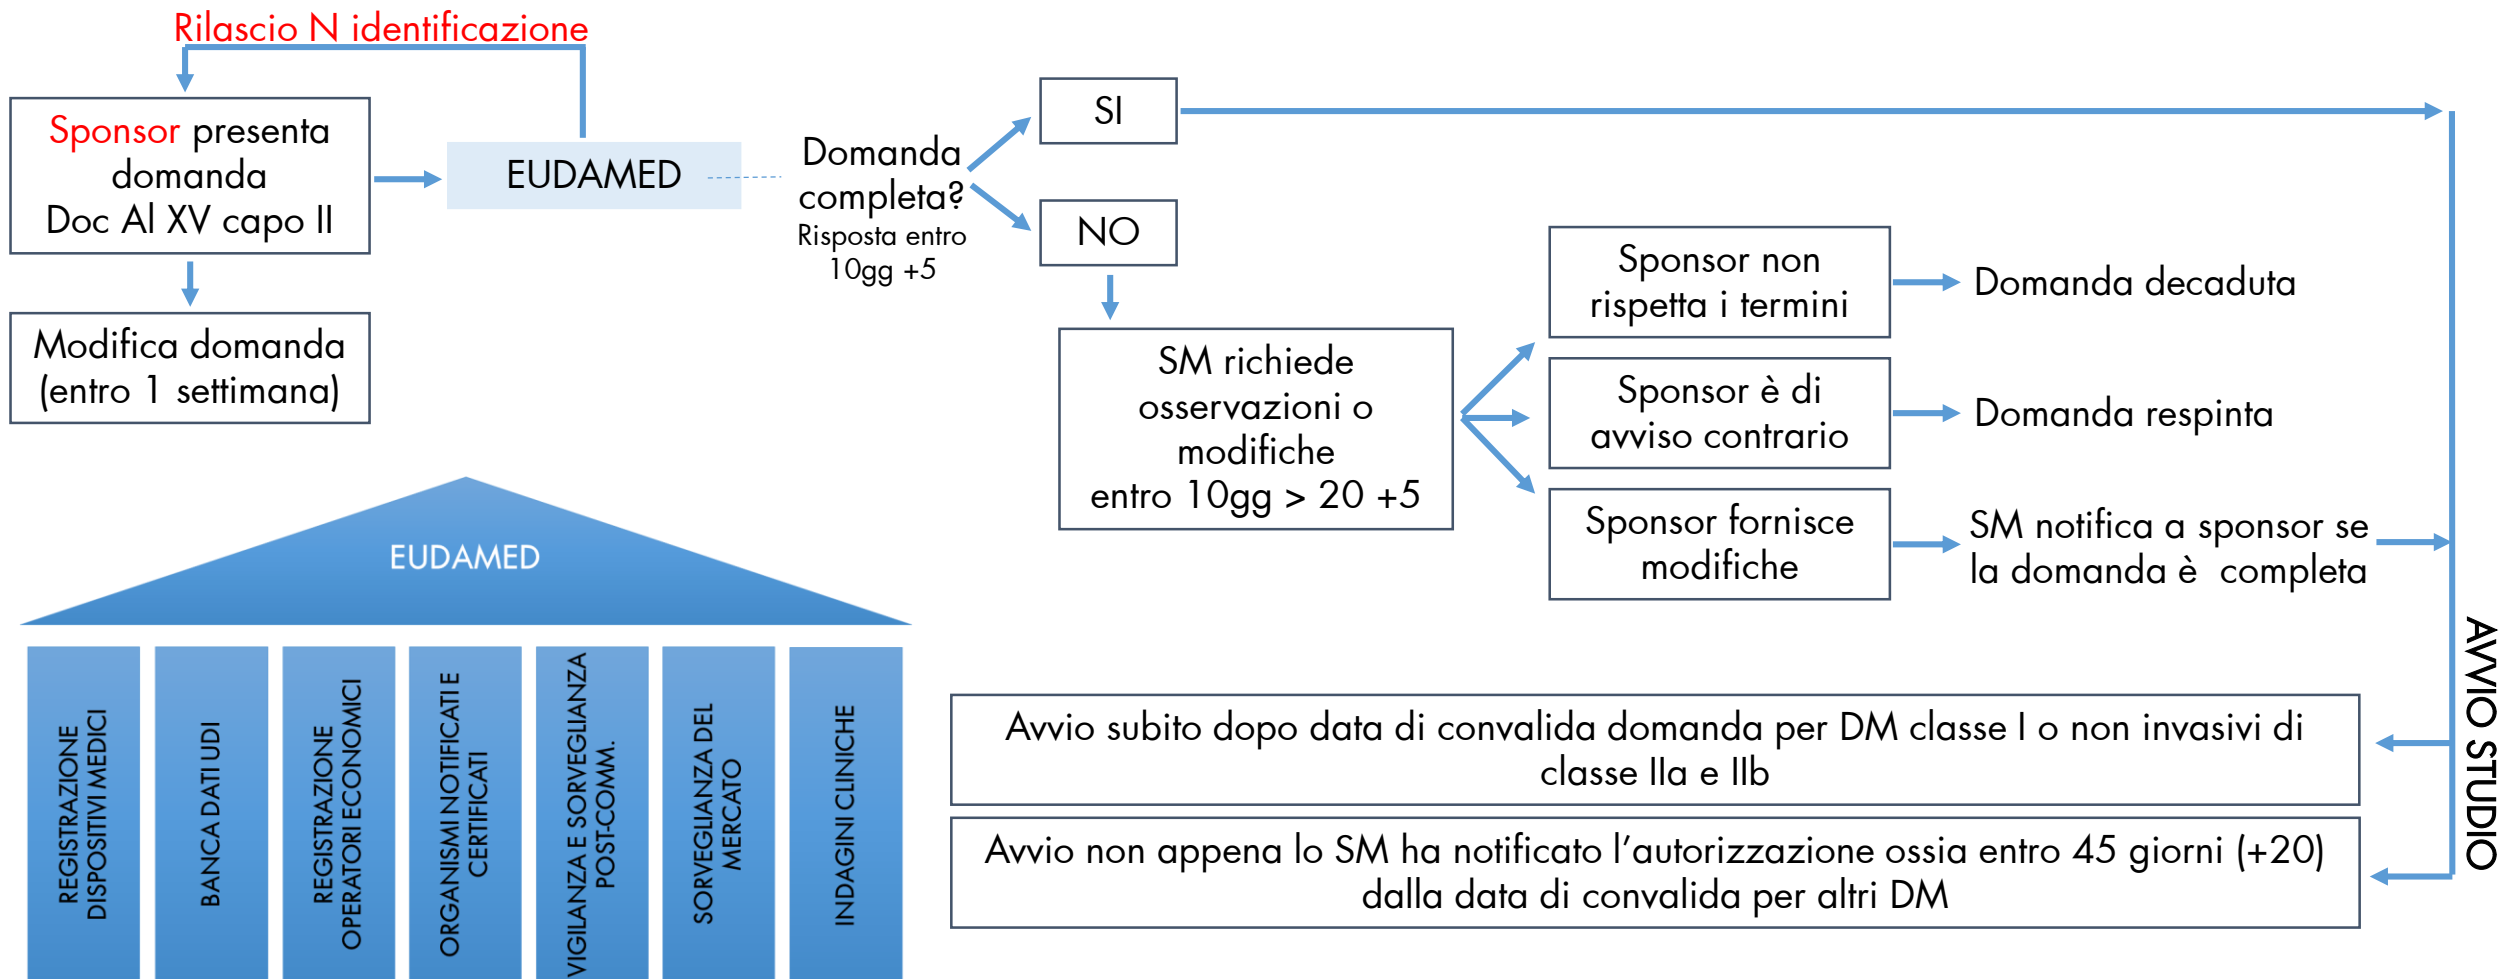 Rilascio N identificazione
Sponsor presenta
domanda
Doc Al XV capo II
Modifica domanda
(entro 1 settimana)
EUDAMED
Domanda
completa?
Risposta entro
10gg +5
SI
NO
SM richiede
osservazioni o
modifiche
entro 10gg > 20 +5
Sponsor non
rispetta i termini
Domanda decaduta
Sponsor è di
avviso contrario
Domanda respinta
Sponsor fornisce
modifiche
SM notifica a sponsor se
la domanda è  completa
AVVIO STUDIO
Avvio subito dopo data di convalida domanda per DM classe I o non invasivi di
classe IIa e IIb
Avvio non appena lo SM ha notificato l’autorizzazione ossia entro 45 giorni (+20)
dalla data di convalida per altri DM
EUDAMED
REGISTRAZIONE
DISPOSITIVI MEDICI
BANCA DATI UDI
REGISTRAZIONE
OPERATORI ECONOMICI
ORGANISMI NOTIFICATI E
CERTIFICATI
VIGILANZA E SORVEGLIANZA
POST-COMM.
SORVEGLIANZA DEL
MERCATO
INDAGINI CLINICHE